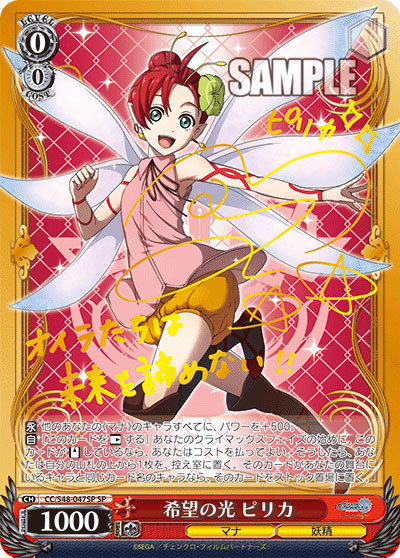 LEVEL
0
0
COST
SAMPLE
ピリカ
オイラたちは
未来を諦めない!!
永 他のあなたの《マナ》のキャラすべてに、パワーを+500。
自 [このカードを する] あなたのクライマックスフェイズの始めに、このカードが しているなら、あなたはコストを払ってよい。そうしたら、あなたは自分の山札の上から1枚を、控え室に置く。そのカードがあなたの舞台にいるキャラと同じカード名のキャラなら、そのカードをストック置場に置く。
CH CC/S48-047SP SP
1000
希望の光 ピリカ
マナ 妖精
©SEGA / チェンクロ・フィルムパートナーズ